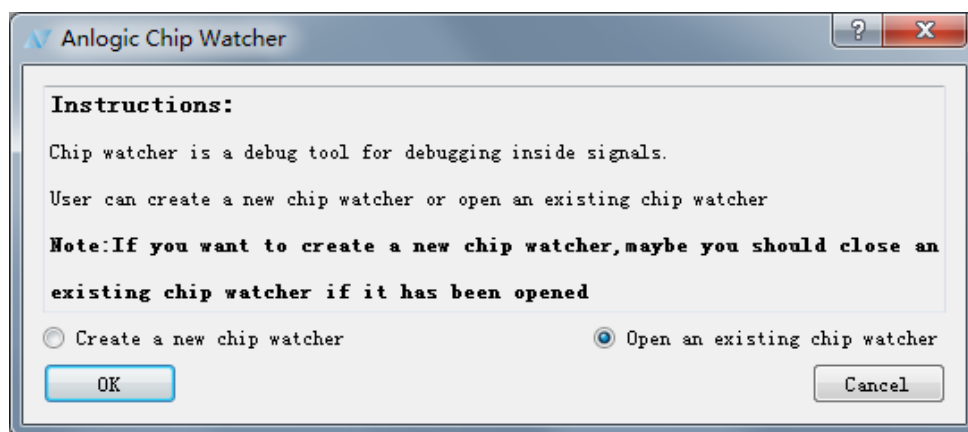 Anlogic Chip Watcher
Instructions:
Chip watcher is a debug tool for debugging inside signals.
User can create a new chip watcher or open an existing chip watcher
Note:If you want to create a new chip watcher,maybe you should close an
existing chip watcher if it has been opened
Create a new chip watcher
Open an existing chip watcher
OK
Cancel